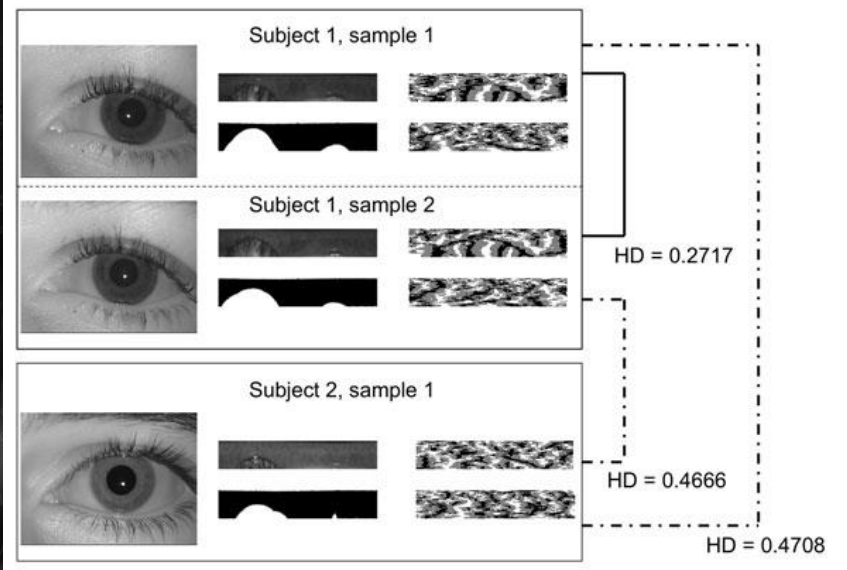 Subject 1, sample 1
Subject 1, sample 2
HD = 0.2717
Subject 2, sample 1
HD = 0.4666
HD = 0.4708